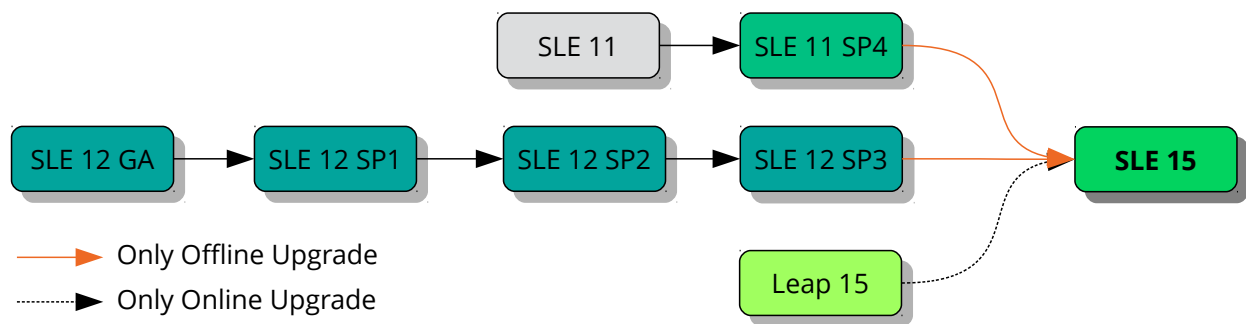 SLE 11
SLE 11 SP4
SLE 12 GA
SLE 12 SP1
SLE 12 SP2
SLE 12 SP3
SLE 15
Only Offline Upgrade
Leap 15
Only Online Upgrade